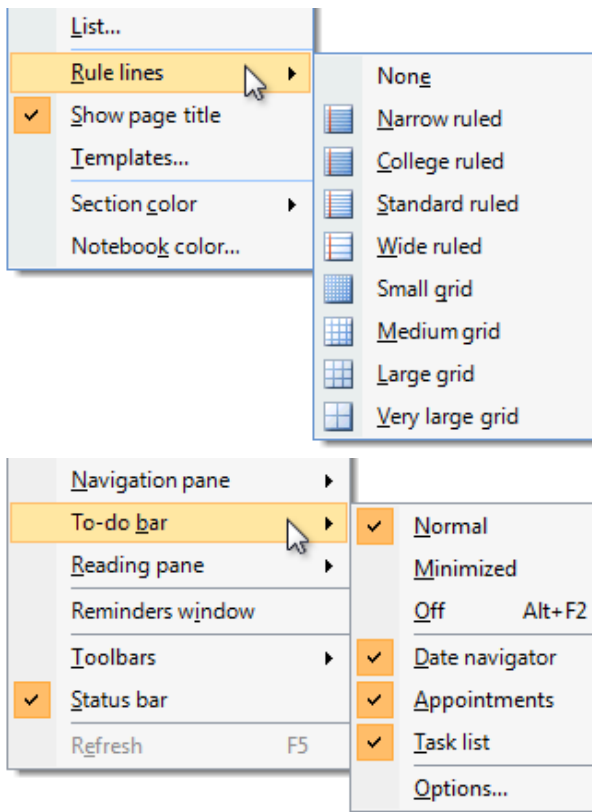 List...
Rule lines
Show page title
Templates...
Section color
Notebook color...
None
Narrow ruled
College ruled
Standard ruled
Wide ruled
Small grid
Medium grid
Large grid
Very large grid
Navigation pane
To-do bar
Reading pane
Reminders window
Toolbars
Status bar
Refresh F5
Normal
Minimized
Off Alt+F2
Date navigator
Appointments
Task list
Options...